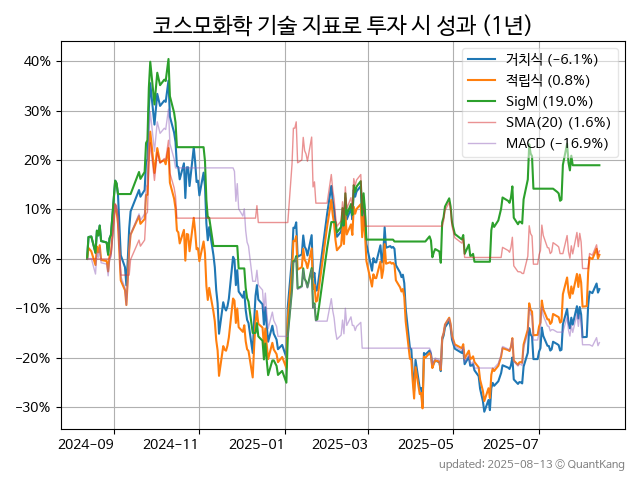 코스모화학 기술 지표로 투자 시 성과 (1년)
거치식 (−6.1%)
적립식 (0.8%)
SigM (19.0%)
SMA(20) (1.6%)
MACD (−16.9%)
40%
30%
20%
10%
0%
−10%
−20%
−30%
2024-09 2024-11 2025-01 2025-03 2025-05 2025-07
updated: 2025-08-13 ⓒ QuantKang